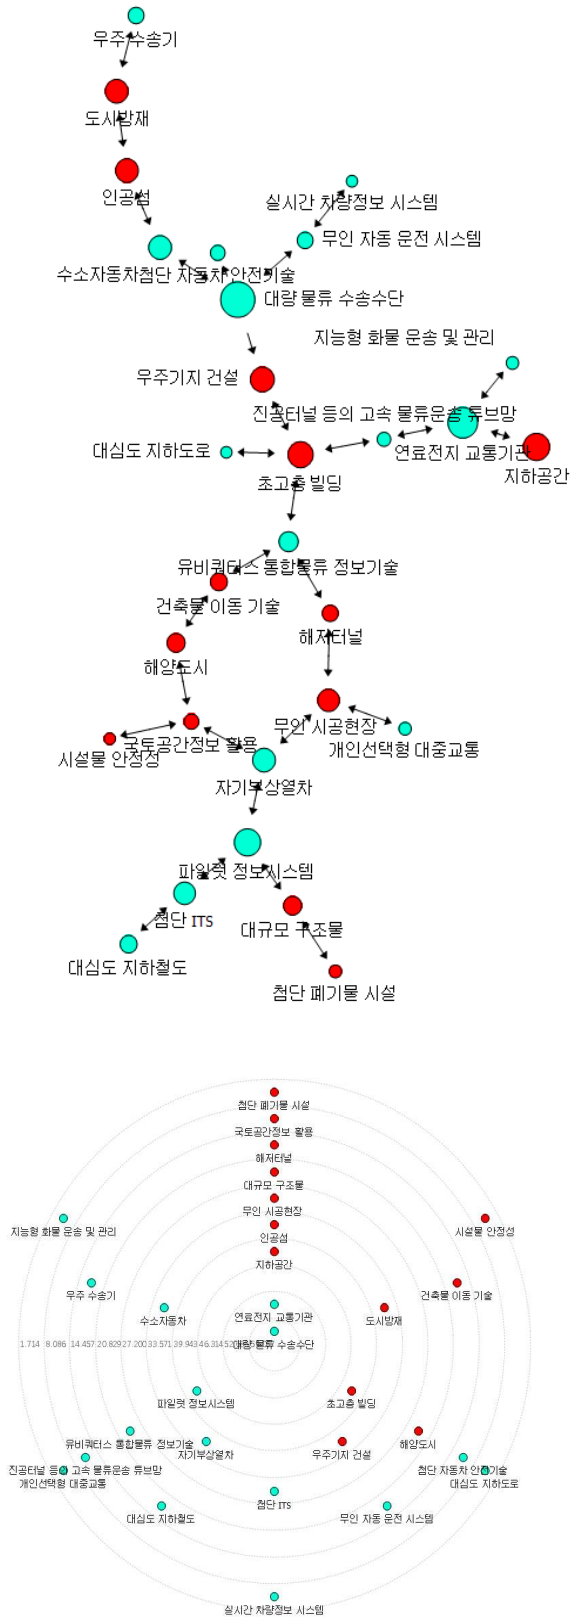 우주 수송기
도시방재
인공섬
실시간 차량정보 시스템
무인 자동 운전 시스템
수소자동차
첨단 자동차 안전기술
대량 물류 수송수단
지능형 화물 운송 및 관리
우주기지 건설
진공터널 등의 고속 물류운송 튜브망
대심도 지하도로
연료전지 교통기관
지하공간
초고층 빌딩
유비쿼터스 통합물류 정보기술
건축물 이동 기술
해저터널
해양도시
무인 시공현장
국토공간정보 활용
시설물 안정성
개인선택형 대중교통
자기부상열차
파일럿 정보시스템
첨단 ITS
대규모 구조물
대심도 지하철도
첨단 폐기물 시설
첨단 폐기물 시설
국토공간정보 활용
해저터널
대규모 구조물
무인 시공현장
인공섬
지하공간
지능형 화물 운송 및 관리
시설물 안정성
우주 수송기
건축물 이동 기술
수소자동차
연료전지 교통기관
도시방재
1.714 8.086 14.457 20.829 27.200 33.571 39.943 46.314
대량 물류 수송수단
파일럿 정보시스템
초고층 빌딩
유비쿼터스 통합물류 정보기술
자기부상열차
우주기지 건설
해양도시
진공터널 등의 고속 물류운송 튜브망
첨단 자동차 안전기술
개인선택형 대중교통
대심도 지하도로
대심도 지하철도
첨단 ITS
무인 자동 운전 시스템
실시간 차량정보 시스템